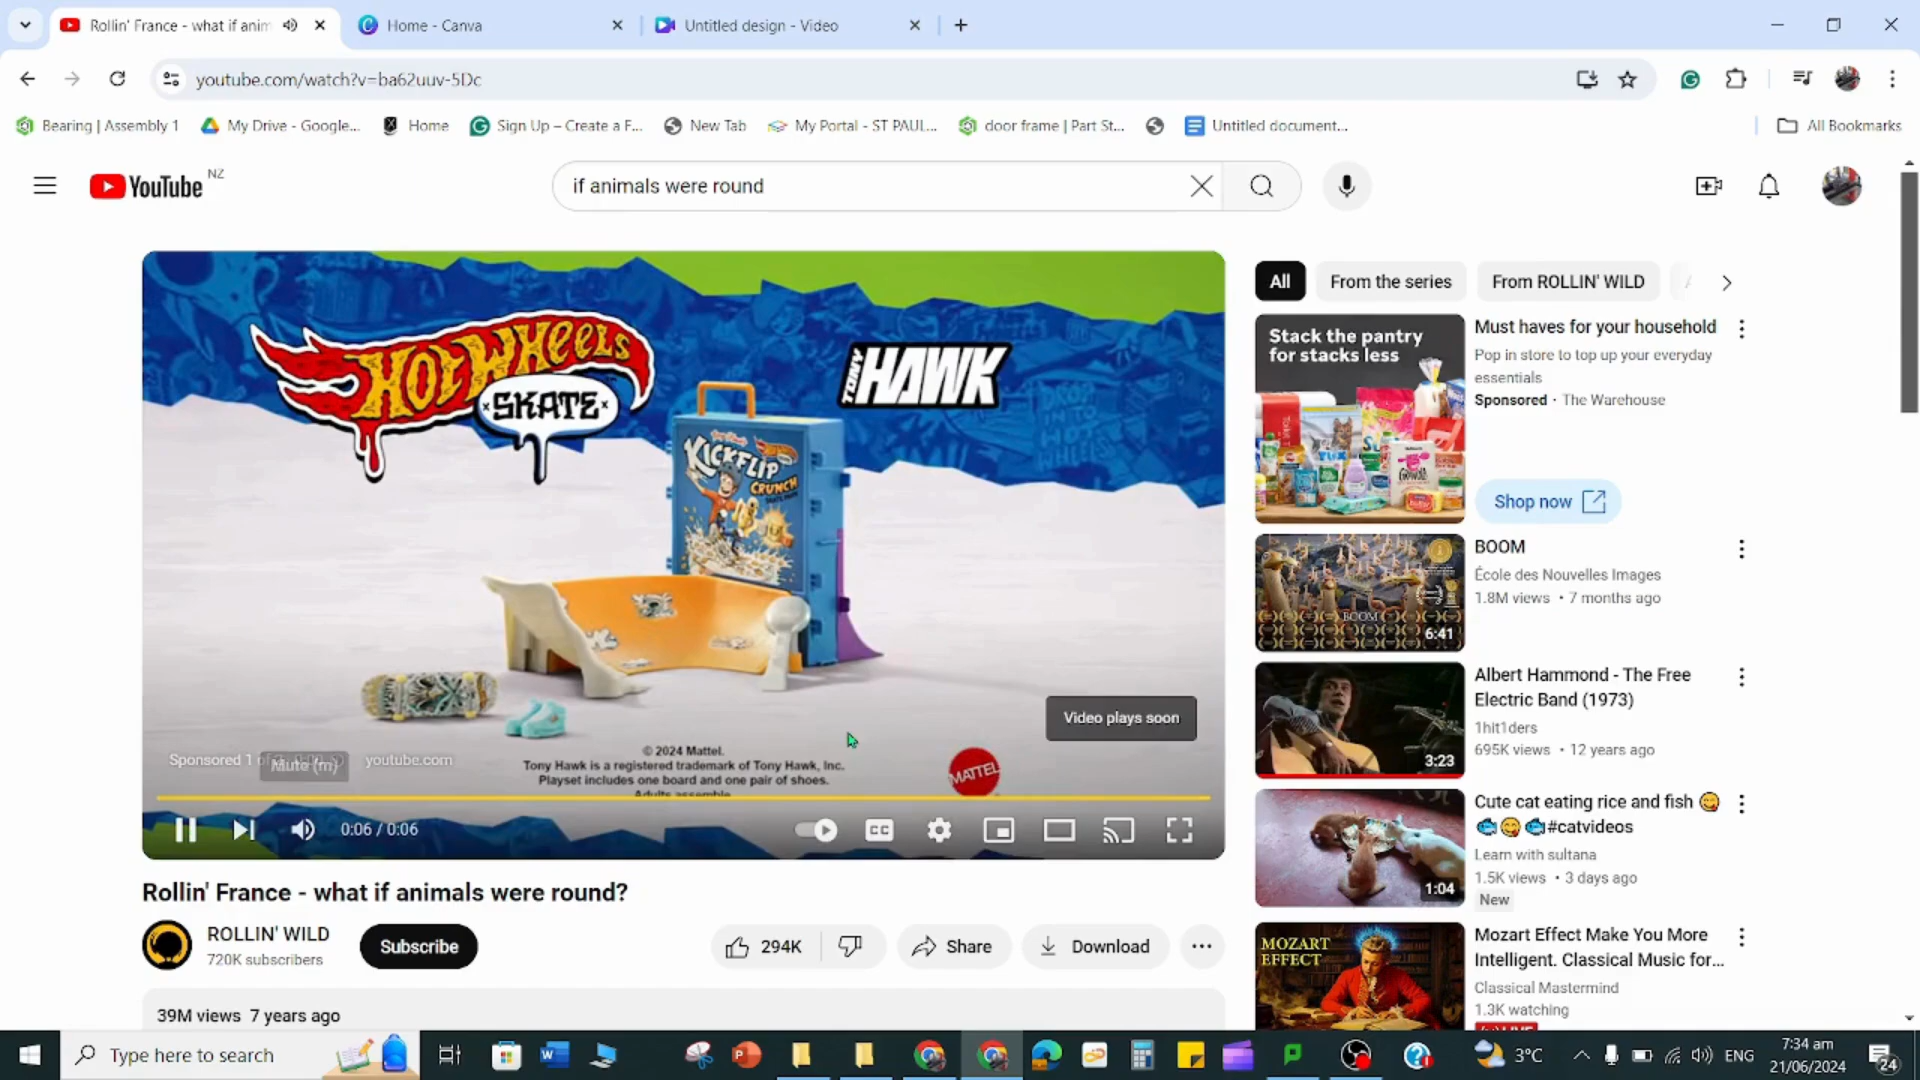 Rollin' France - what if anim
Home - Canva
Untitled design - Video
youtube.com/watch?v=ba62uuv-5Dc
Bearing | Assembly 1
My Drive - Google...
Home
Sign Up – Create a F...
New Tab
My Portal - ST PAUL...
door frame | Part St...
Untitled document...
All Bookmarks
YouTube NZ
if animals were round
HOT WHEELS
SKATE
TONY HAWK
KICKFLIP
CRUNCH
Video plays soon
Sponsored 1
Mute (m)
youtube.com
© 2024 Mattel.
Tony Hawk is a registered trademark of Tony Hawk, Inc.
Playset includes one board and one pair of shoes.
Adults assemble
MATTEL
0:06 / 0:06
CC
Rollin' France - what if animals were round?
ROLLIN' WILD
720K subscribers
Subscribe
294K
Share
Download
39M views 7 years ago
All
From the series
From ROLLIN' WILD
Stack the pantry
for stacks less
Must haves for your household
Pop in store to top up your everyday
essentials
Sponsored · The Warehouse
Shop now
BOOM
6:41
BOOM
École des Nouvelles Images
1.8M views • 7 months ago
3:23
Albert Hammond - The Free
Electric Band (1973)
1hit1ders
695K views • 12 years ago
1:04
Cute cat eating rice and fish 😋
🐟😋🐟#catvideos
Learn with sultana
1.5K views • 3 days ago
New
MOZART
EFFECT
Mozart Effect Make You More
Intelligent. Classical Music for...
Classical Mastermind
1.3K watching
LIVE
Type here to search
3°C
ENG
7:34 am
21/06/2024
24